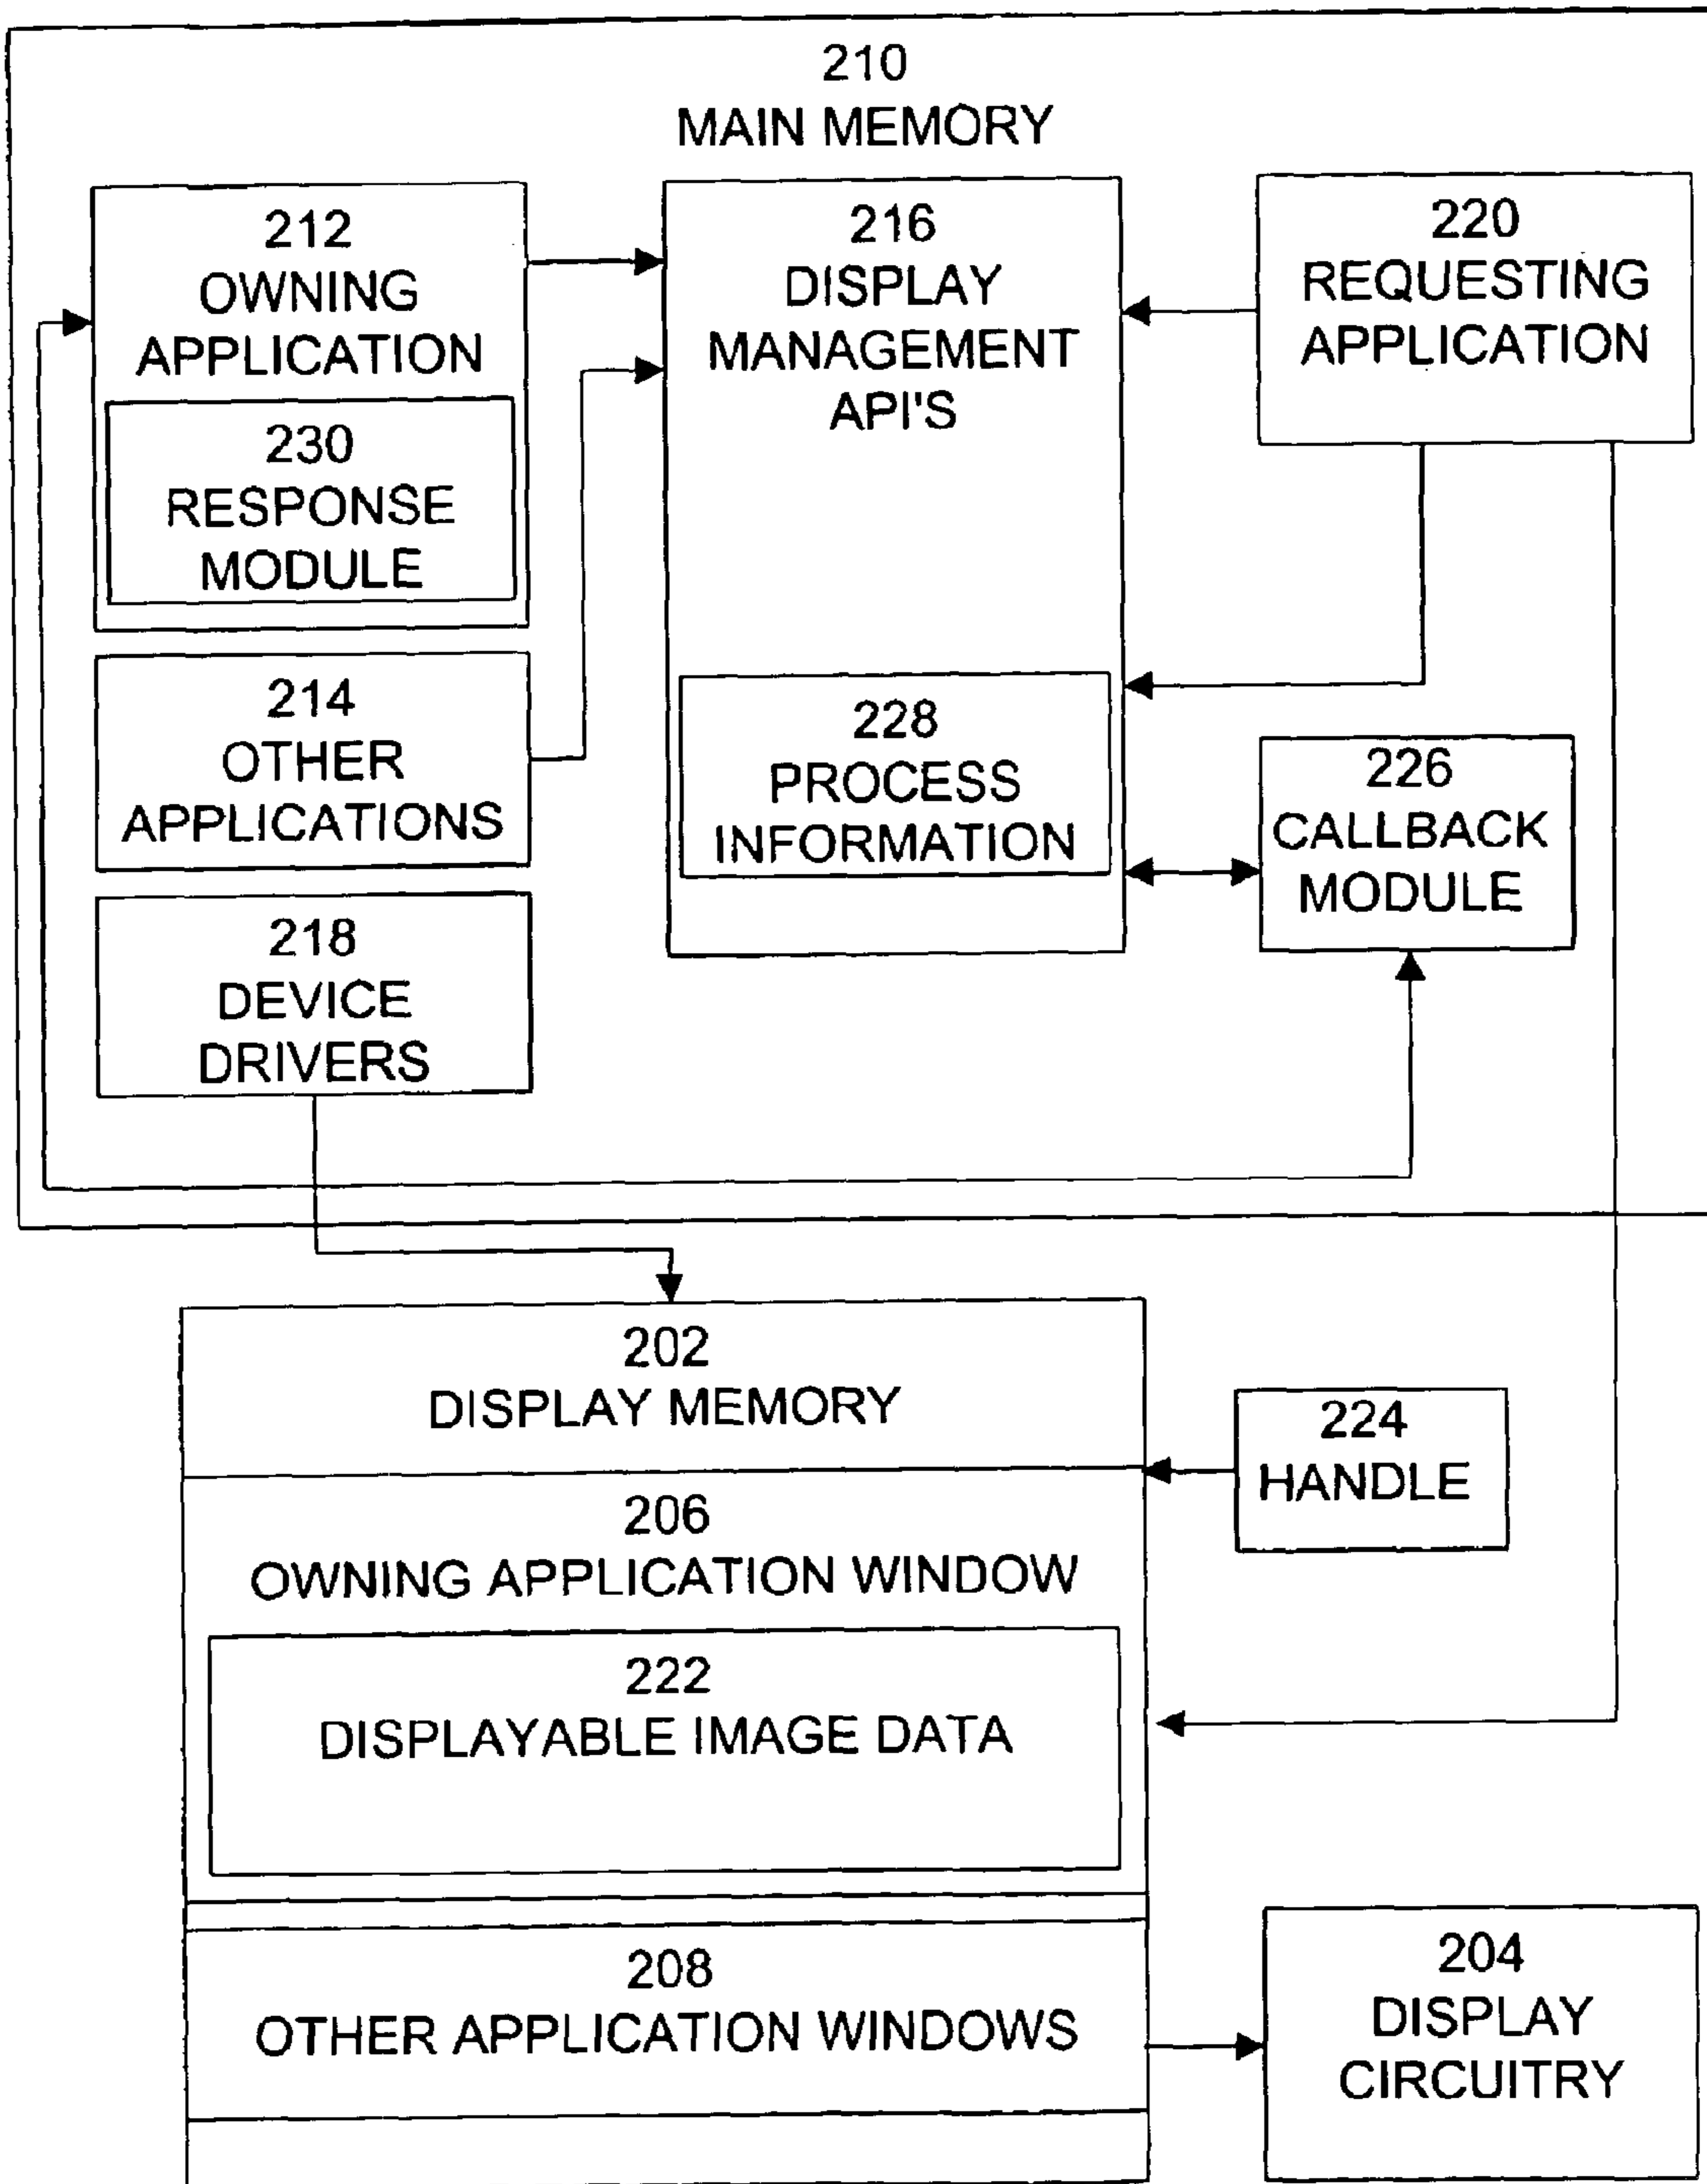 210
MAIN MEMORY
212
OWNING
APPLICATION
230
RESPONSE
MODULE
214
OTHER
APPLICATIONS
218
DEVICE
DRIVERS
216
DISPLAY
MANAGEMENT
API'S
228
PROCESS
INFORMATION
220
REQUESTING
APPLICATION
226
CALLBACK
MODULE
202
DISPLAY MEMORY
224
HANDLE
206
OWNING APPLICATION WINDOW
222
DISPLAYABLE IMAGE DATA
208
OTHER APPLICATION WINDOWS
204
DISPLAY
CIRCUITRY